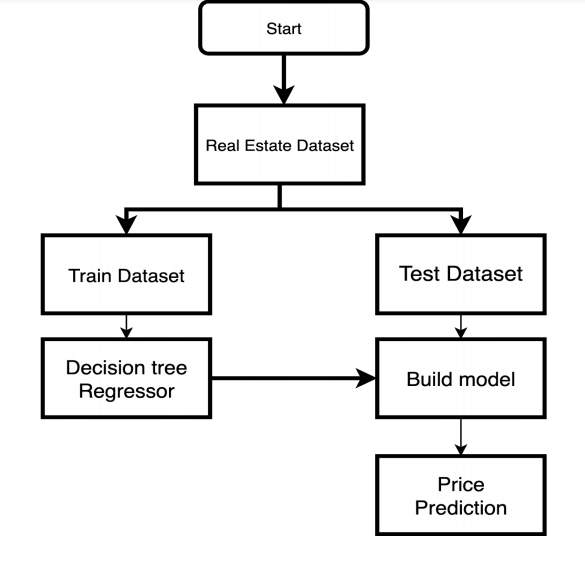 Start
Real Estate Dataset
Train Dataset
Test Dataset
Decision tree
Regressor
Build model
Price
Prediction